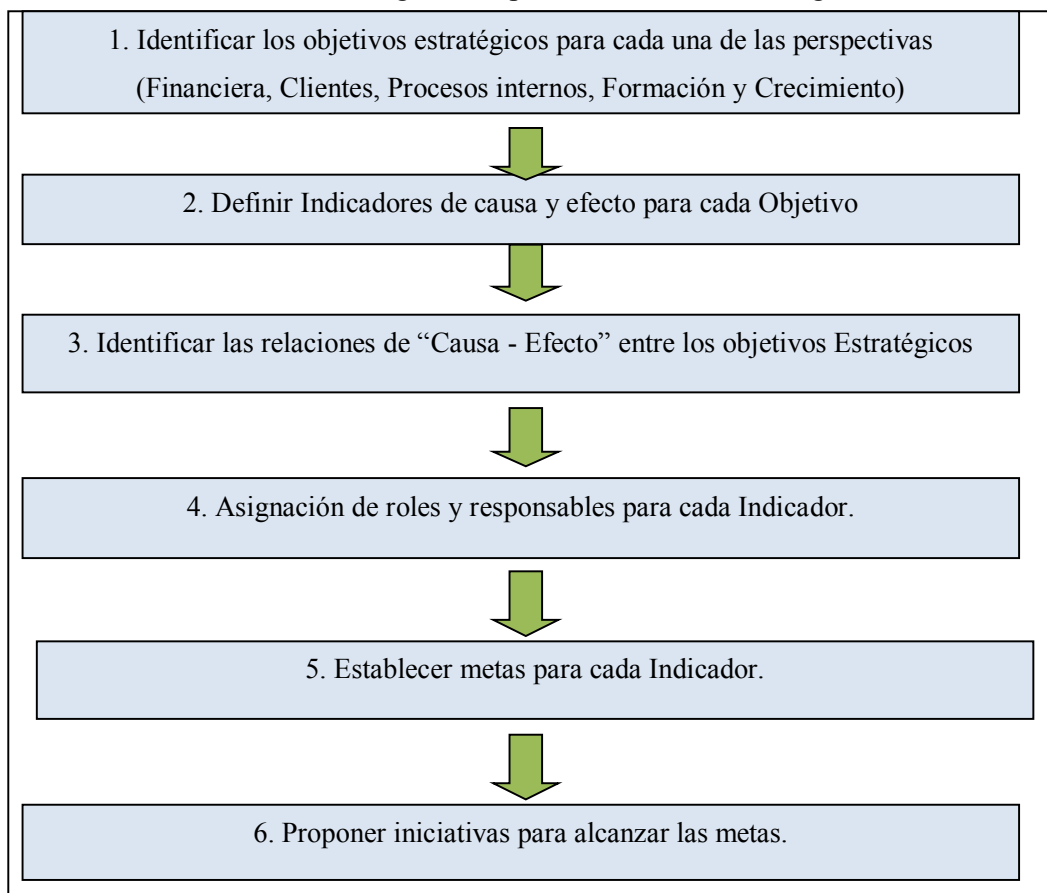 1. Identificar los objetivos estratégicos para cada una de las perspectivas
(Financiera, Clientes, Procesos internos, Formación y Crecimiento)
2. Definir Indicadores de causa y efecto para cada Objetivo
3. Identificar las relaciones de “Causa - Efecto” entre los objetivos Estratégicos
4. Asignación de roles y responsables para cada Indicador.
5. Establecer metas para cada Indicador.
6. Proponer iniciativas para alcanzar las metas.